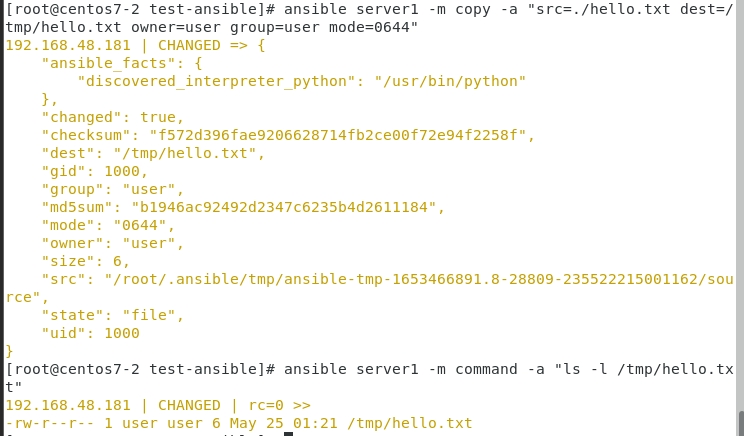 [root@centos7-2 test-ansible]# ansible server1 -m copy -a "src=./hello.txt dest=/
tmp/hello.txt owner=user group=user mode=0644"
192.168.48.181 | CHANGED => {
    "ansible_facts": {
        "discovered_interpreter_python": "/usr/bin/python"
    },
    "changed": true,
    "checksum": "f572d396fae9206628714fb2ce00f72e94f2258f",
    "dest": "/tmp/hello.txt",
    "gid": 1000,
    "group": "user",
    "md5sum": "b1946ac92492d2347c6235b4d2611184",
    "mode": "0644",
    "owner": "user",
    "size": 6,
    "src": "/root/.ansible/tmp/ansible-tmp-1653466891.8-28809-235522215001162/sou
rce",
    "state": "file",
    "uid": 1000
}
[root@centos7-2 test-ansible]# ansible server1 -m command -a "ls -l /tmp/hello.tx
t"
192.168.48.181 | CHANGED | rc=0 >>
-rw-r--r-- 1 user user 6 May 25 01:21 /tmp/hello.txt